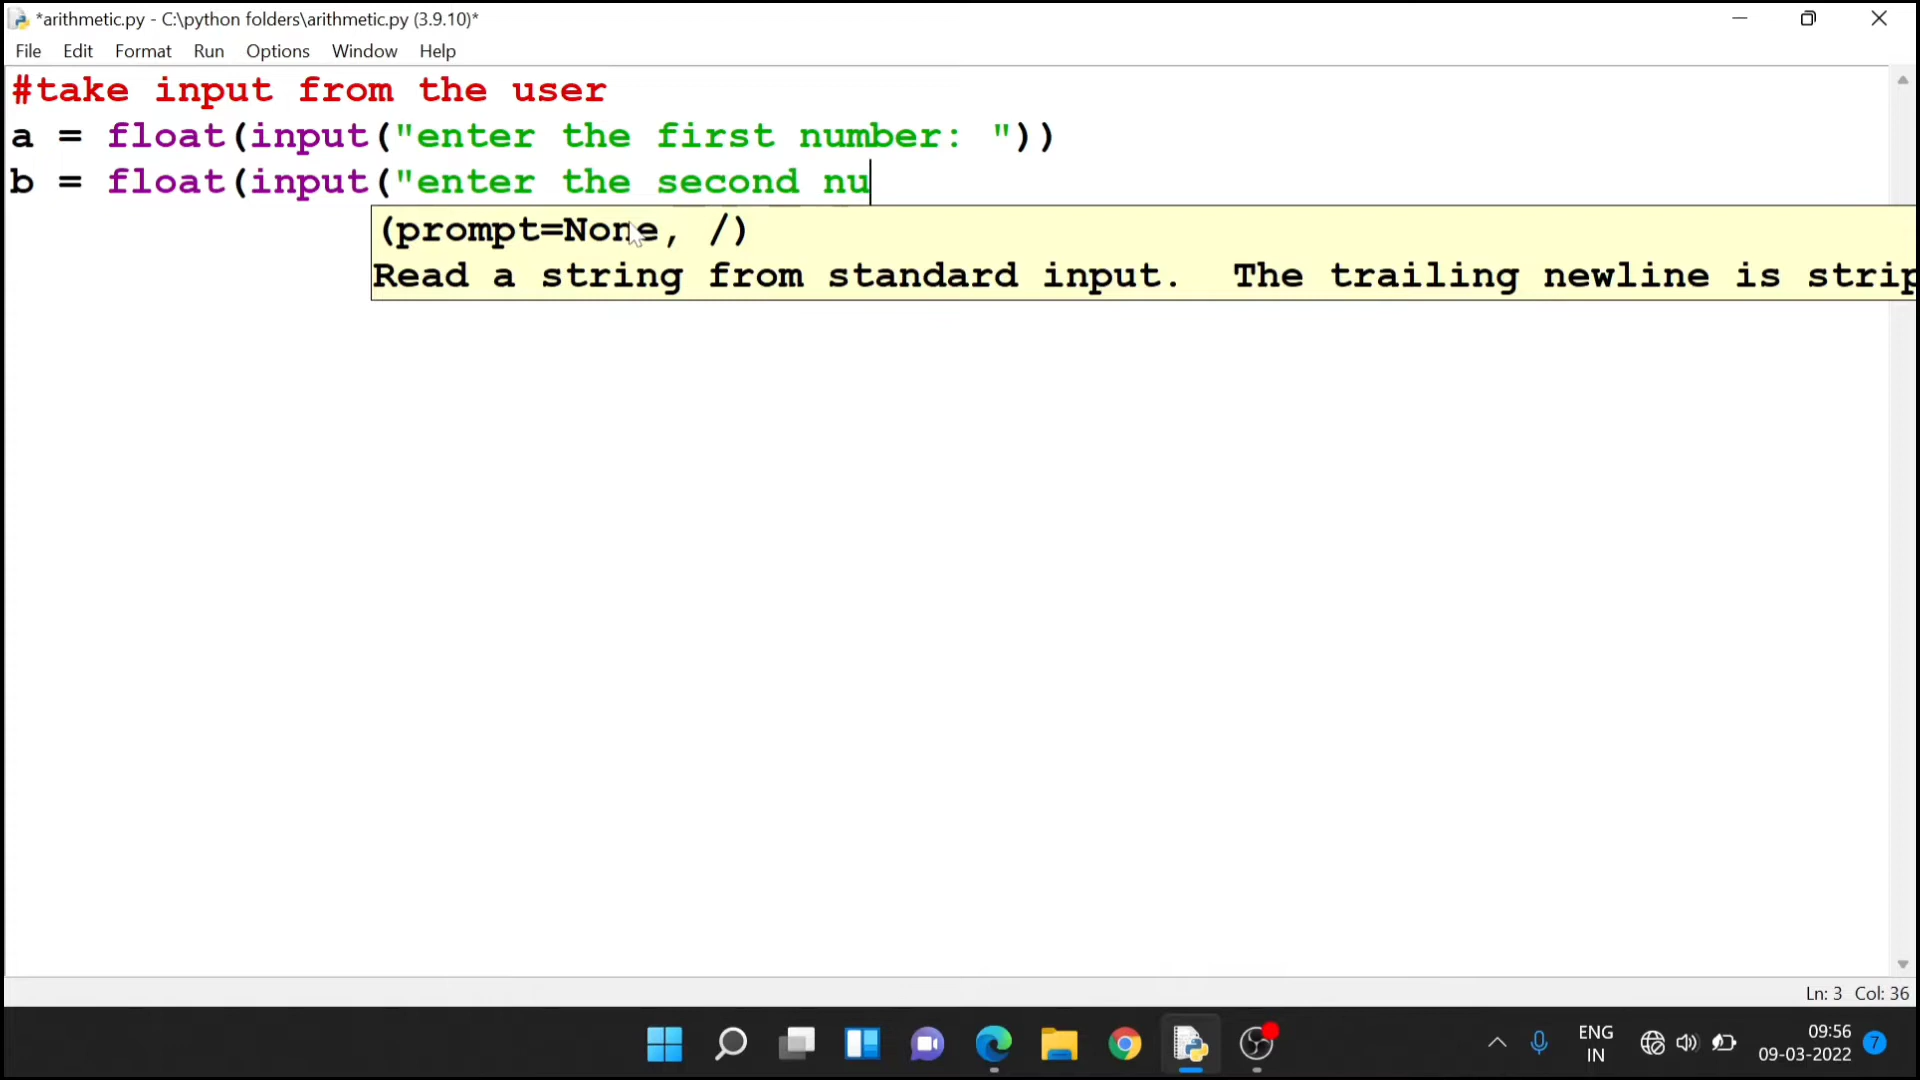 *arithmetic.py - C:\python folders\arithmetic.py (3.9.10)*
File Edit Format Run Options Window Help
#take input from the user
a = float(input("enter the first number: "))
b = float(input("enter the second nu
(prompt=None, /)
Read a string from standard input.  The trailing newline is strip
Ln: 3 Col: 36
ENG
IN
09:56
09-03-2022
7